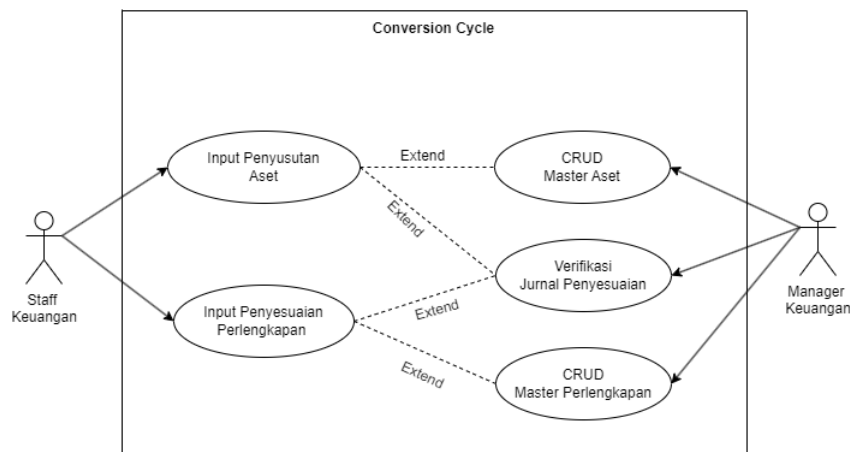 Conversion Cycle
Input Penyusutan
Aset
Extend
CRUD
Master Aset
Extend
Staff
Keuangan
Verifikasi
Jurnal Penyesuaian
Manager
Keuangan
Input Penyesuaian
Perlengkapan
Extend
Extend
CRUD
Master Perlengkapan